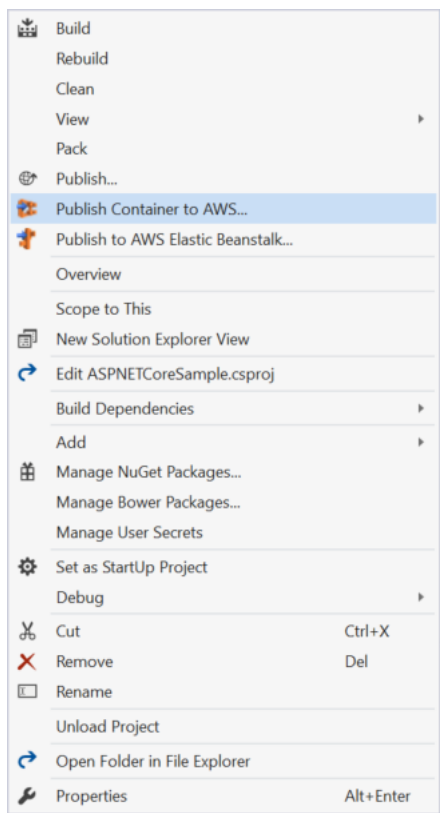 Build
Rebuild
Clean
View
Pack
Publish...
Publish Container to AWS...
Publish to AWS Elastic Beanstalk...
Overview
Scope to This
New Solution Explorer View
Edit ASPNETCoreSample.csproj
Build Dependencies
Add
Manage NuGet Packages...
Manage Bower Packages...
Manage User Secrets
Set as StartUp Project
Debug
Cut Ctrl+X
Remove Del
Rename
Unload Project
Open Folder in File Explorer
Properties Alt+Enter